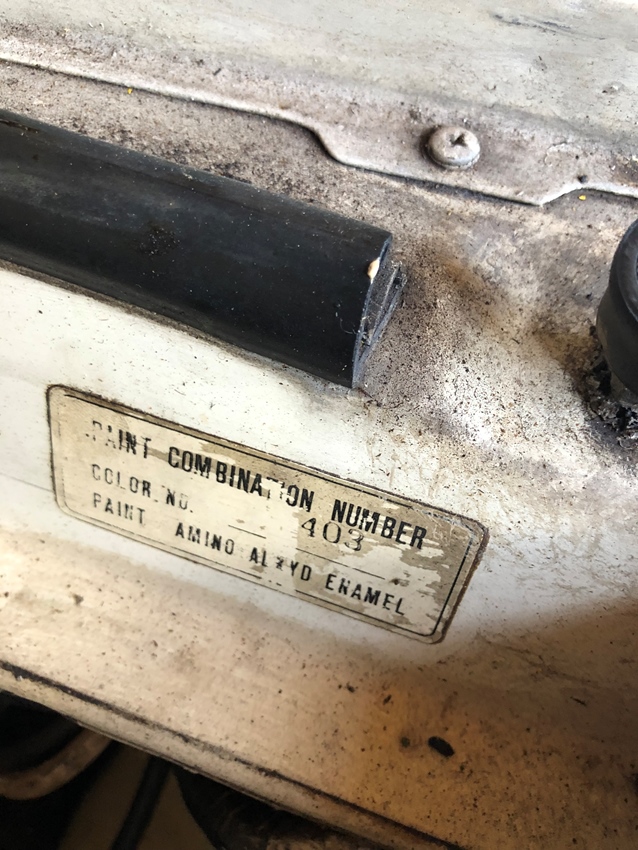 PAINT COMBINATION NUMBER
COLOR NO. 403
PAINT AMINO ALKYD ENAMEL